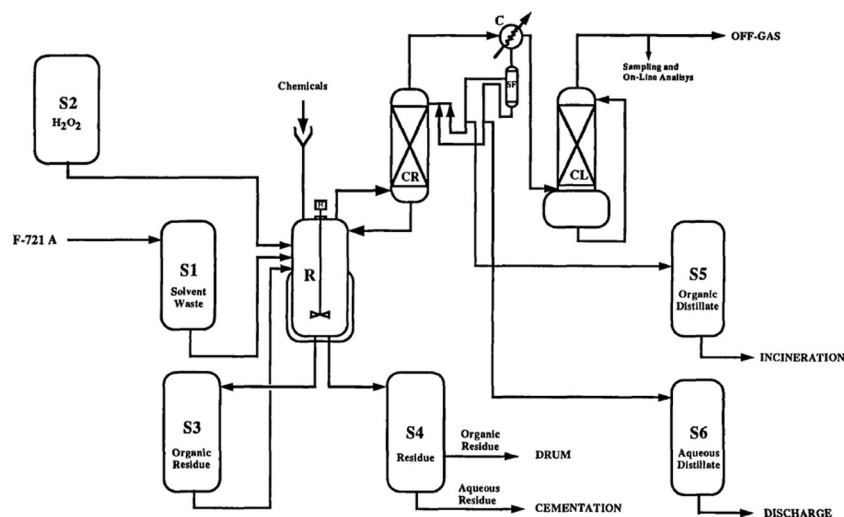 C
OFF-GAS
Sampling and
On-Line Analisys
S2
H₂O₂
Chemicals
SF
CR
CL
F-721 A
S1
Solvent
Waste
R
S5
Organic
Distillate
INCINERATION
S3
Organic
Residue
S4
Residue
Organic
Residue
DRUM
Aqueous
Residue
CEMENTATION
S6
Aqueous
Distillate
DISCHARGE